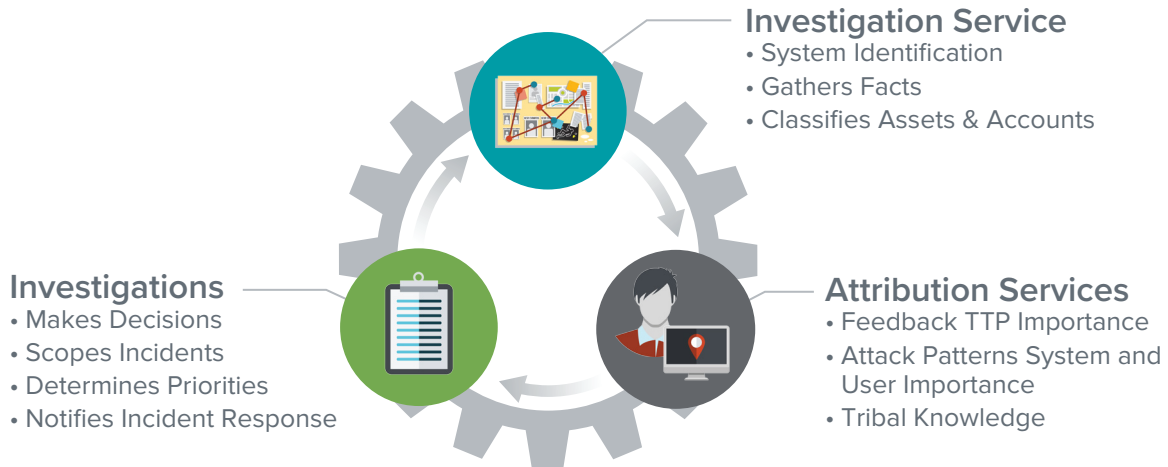 Investigation Service
• System Identification
• Gathers Facts
• Classifies Assets & Accounts
Investigations
• Makes Decisions
• Scopes Incidents
• Determines Priorities
• Notifies Incident Response
Attribution Services
• Feedback TTP Importance
• Attack Patterns System and
User Importance
• Tribal Knowledge